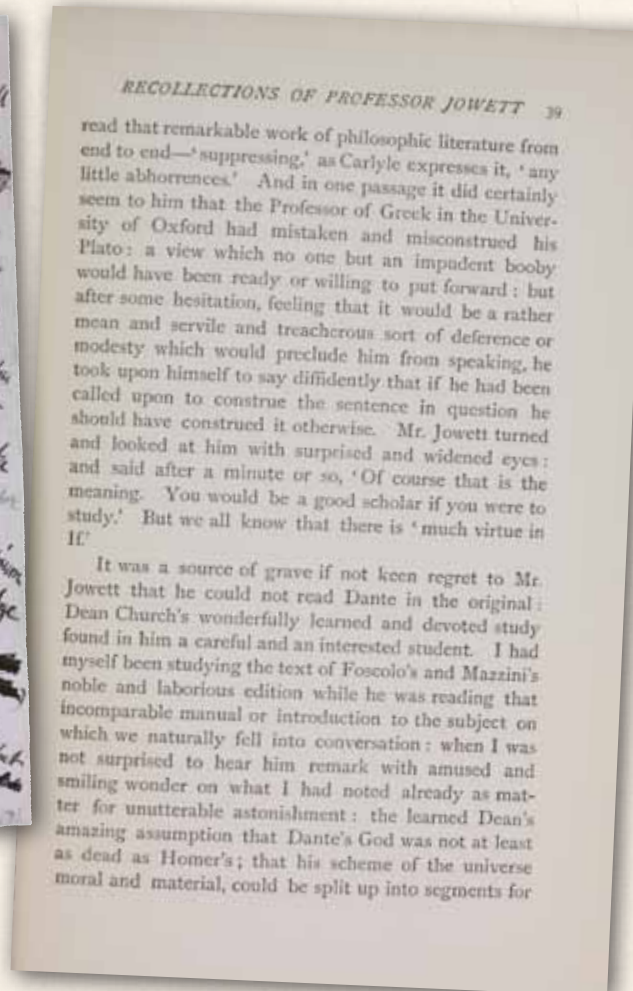 RECOLLECTIONS OF PROFESSOR JOWETT 39
read that remarkable work of philosophic literature from
end to end—‘suppressing,’ as Carlyle expresses it, ‘any
little abhorrences.’ And in one passage it did certainly
seem to him that the Professor of Greek in the Univer-
sity of Oxford had mistaken and misconstrued his
Plato: a view which no one but an impudent booby
would have been ready or willing to put forward: but
after some hesitation, feeling that it would be a rather
mean and servile and treacherous sort of deference or
modesty which would preclude him from speaking, he
took upon himself to say diffidently that if he had been
called upon to construe the sentence in question he
should have construed it otherwise. Mr. Jowett turned
and looked at him with surprised and widened eyes:
and said after a minute or so, ‘Of course that is the
meaning. You would be a good scholar if you were to
study.’ But we all know that there is ‘much virtue in
If.’
It was a source of grave if not keen regret to Mr.
Jowett that he could not read Dante in the original:
Dean Church’s wonderfully learned and devoted study
found in him a careful and an interested student. I had
myself been studying the text of Foscolo’s and Mazzini’s
noble and laborious edition while he was reading that
incomparable manual or introduction to the subject on
which we naturally fell into conversation: when I was
not surprised to hear him remark with amused and
smiling wonder on what I had noted already as mat-
ter for unutterable astonishment: the learned Dean’s
amazing assumption that Dante’s God was not at least
as dead as Homer’s; that his scheme of the universe
moral and material, could be split up into segments for